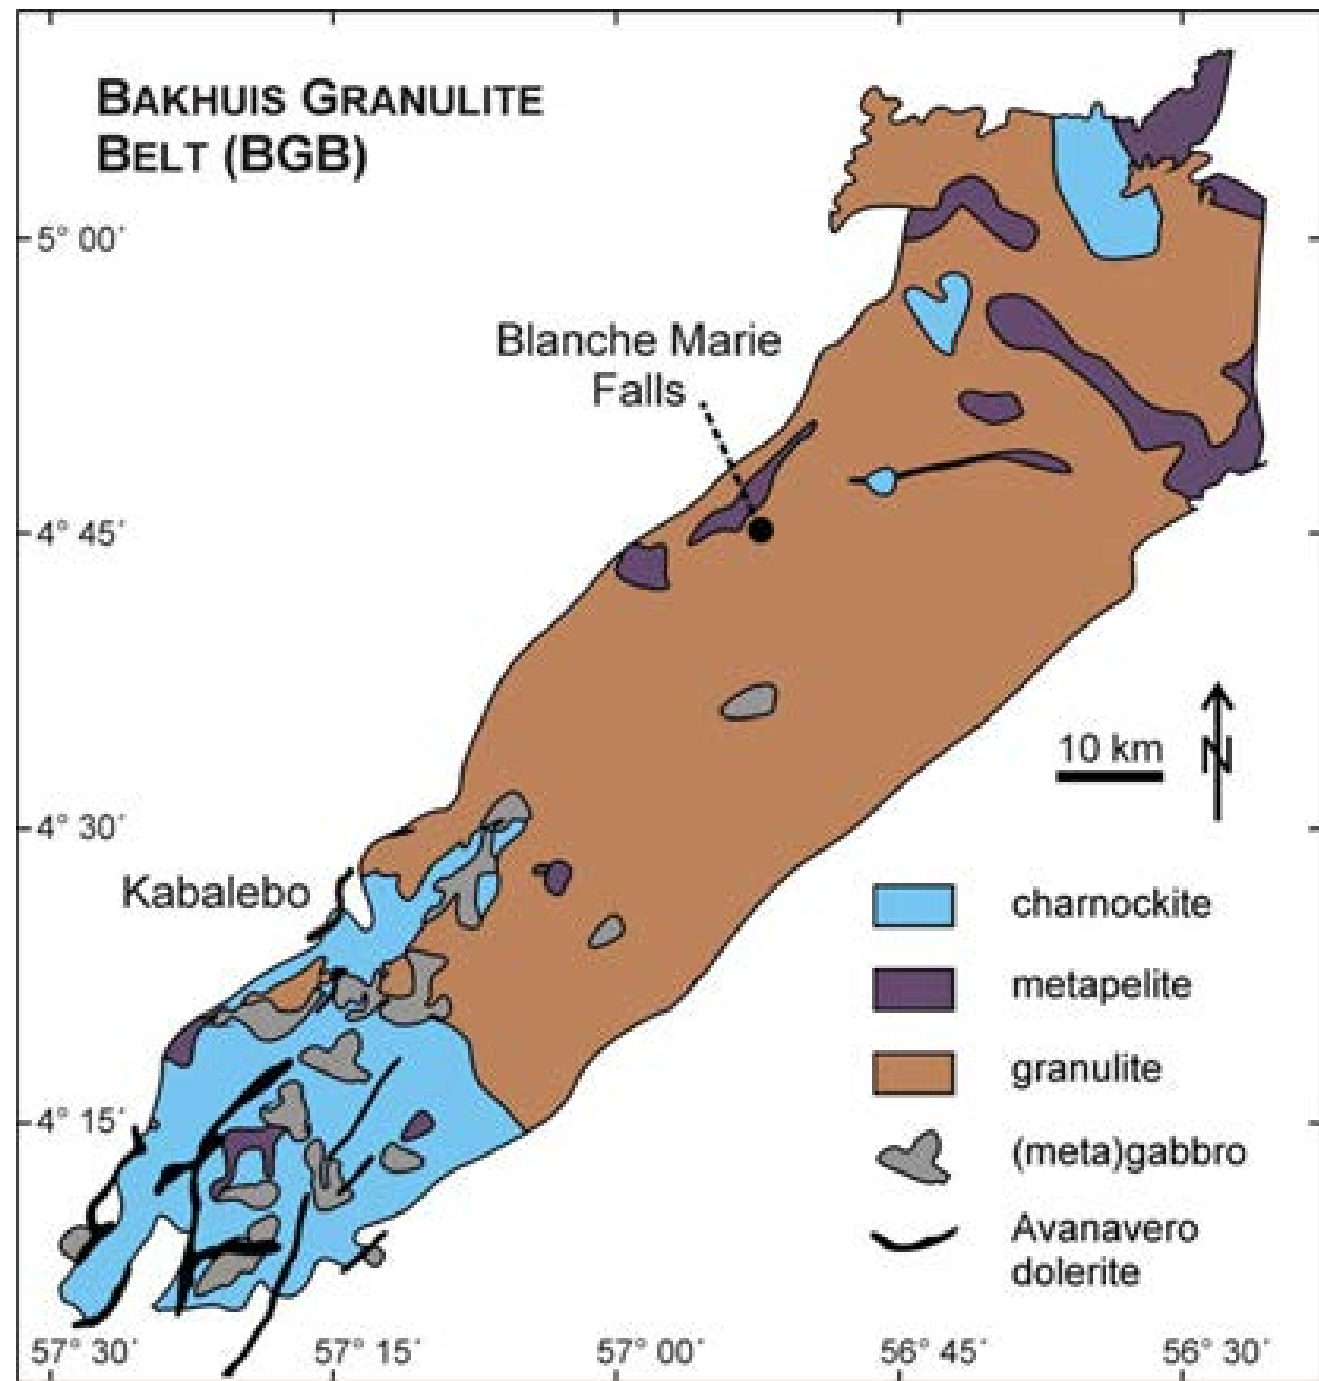 BAKHUIS GRANULITE
BELT (BGB)
5° 00´
Blanche Marie
Falls
4° 45´
10 km
N
4° 30´
Kabalebo
charnockite
metapelite
granulite
4° 15´
(meta)gabbro
Avanavero
dolerite
57° 30´
57° 15´
57° 00´
56° 45´
56° 30´